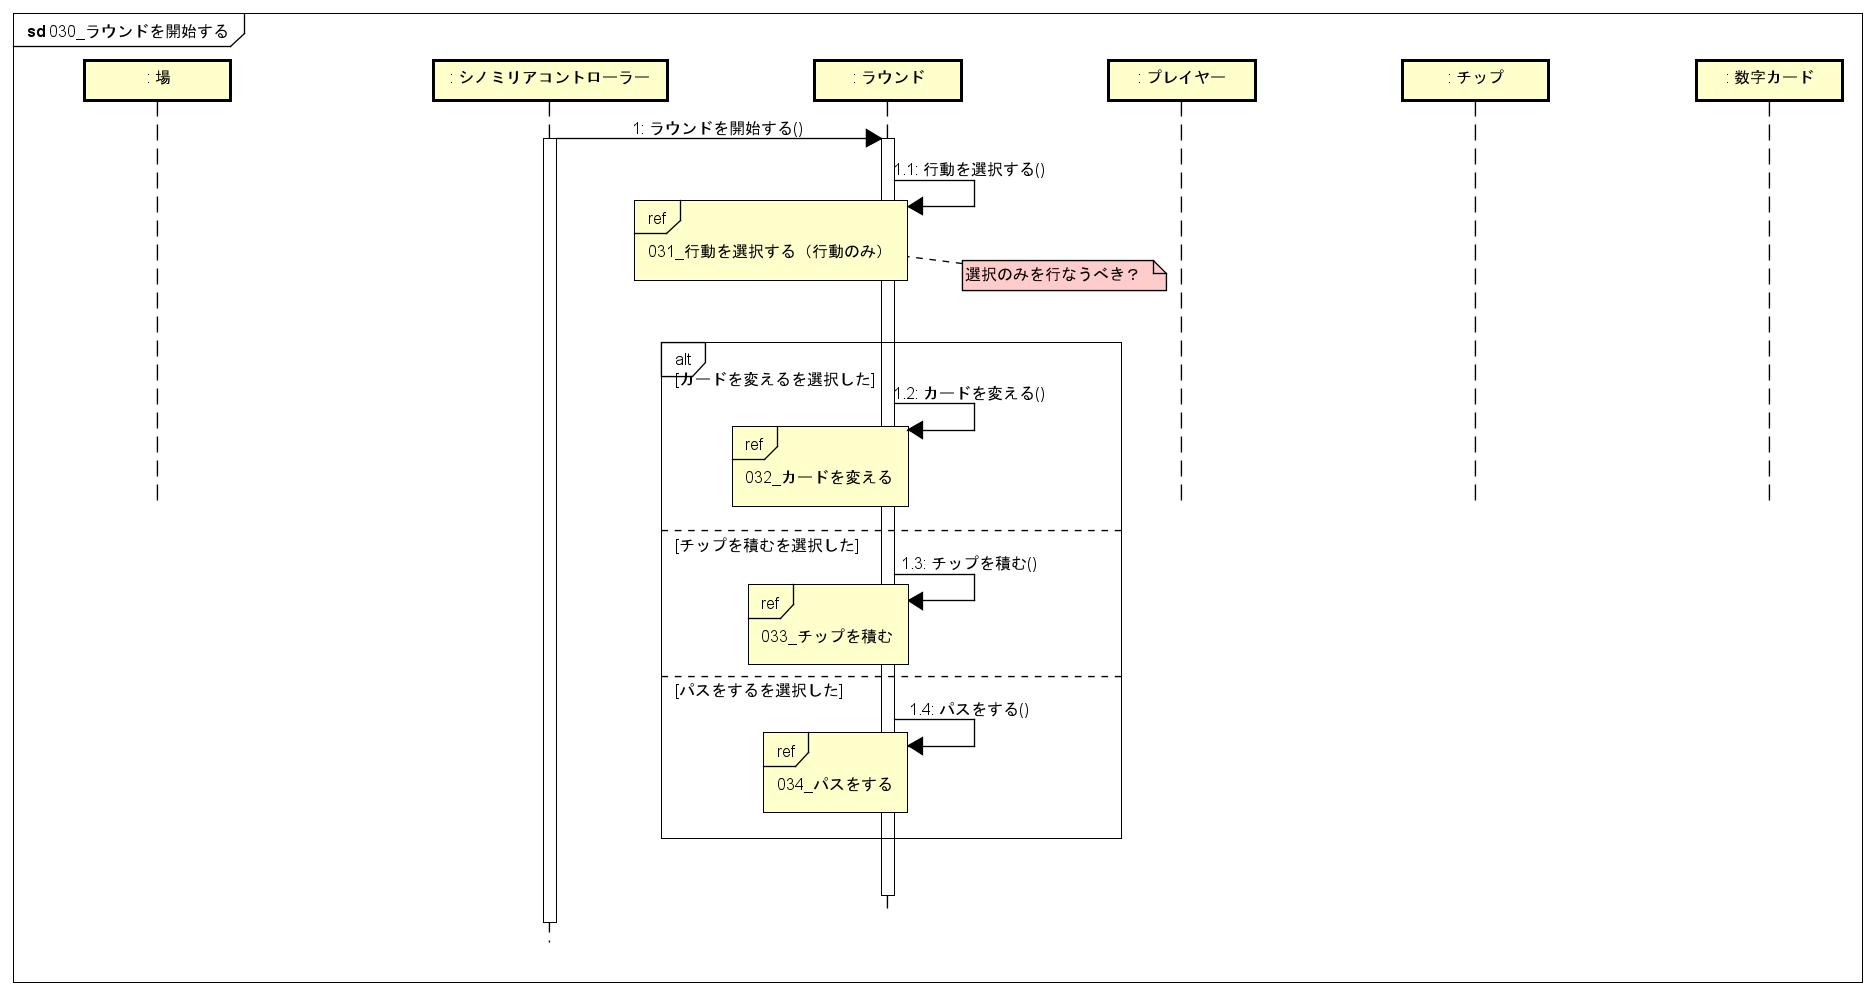 sd 030_ラウンドを開始する
: 場
: シノミリアコントローラー
: ラウンド
: プレイヤー
: チップ
: 数字カード
1: ラウンドを開始する()
1.1: 行動を選択する()
ref
031_行動を選択する（行動のみ）
選択のみを行なうべき？
alt
[カードを変えるを選択した]
1.2: カードを変える()
ref
032_カードを変える
[チップを積むを選択した]
1.3: チップを積む()
ref
033_チップを積む
[パスをするを選択した]
1.4: パスをする()
ref
034_パスをする